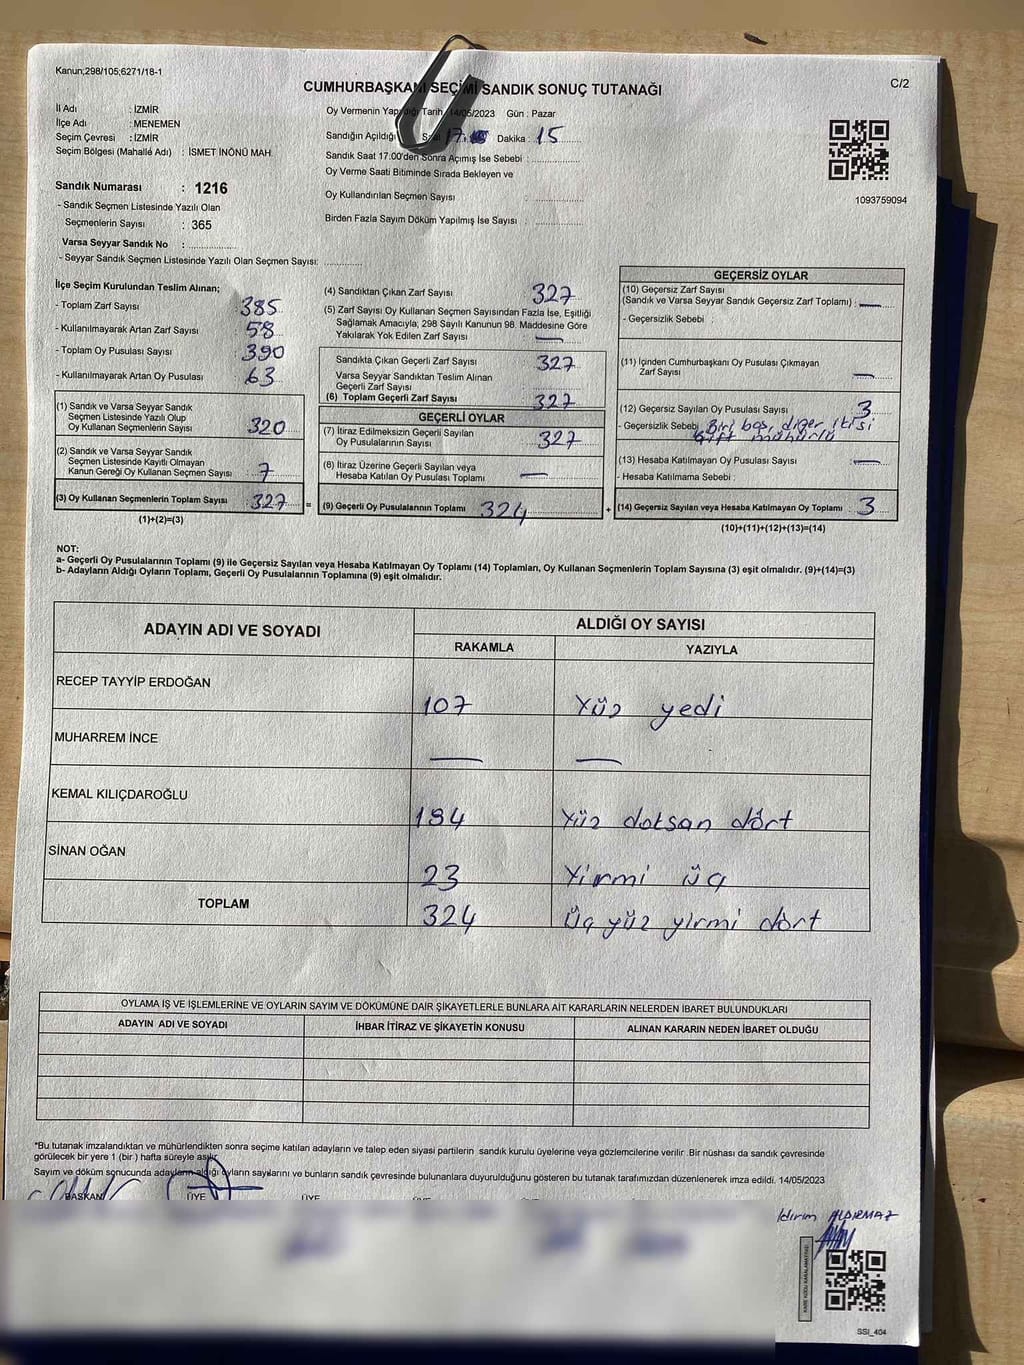 Kanun;298/105;6271/18-1
C/2
CUMHURBAŞKANI SEÇİMİ SANDIK SONUÇ TUTANAĞI
İl Adı : İZMİR
İlçe Adı : MENEMEN
Seçim Çevresi : İZMİR
Seçim Bölgesi (Mahalle Adı) : İSMET İNÖNÜ MAH.
Oy Vermenin Yapıldığı Tarih 14/05/2023 Gün : Pazar
Sandığın Açıldığı Saat 17 Dakika : 15
Sandık Saat 17:00'den Sonra Açımış İse Sebebi :
Oy Verme Saati Bitiminde Sırada Bekleyen ve
Oy Kullandırılan Seçmen Sayısı :
Birden Fazla Sayım Döküm Yapılmış İse Sayısı :
1093759094
Sandık Numarası : 1216
- Sandık Seçmen Listesinde Yazılı Olan
Seçmenlerin Sayısı : 365
Varsa Seyyar Sandık No :
- Seyyar Sandık Seçmen Listesinde Yazılı Olan Seçmen Sayısı:
İlçe Seçim Kurulundan Teslim Alınan;
- Toplam Zarf Sayısı : 385
- Kullanılmayarak Artan Zarf Sayısı : 58
- Toplam Oy Pusulası Sayısı : 390
- Kullanılmayarak Artan Oy Pusulası : 63
(1) Sandık ve Varsa Seyyar Sandık
Seçmen Listesinde Yazılı Olup
Oy Kullanan Seçmenlerin Sayısı : 320
(2) Sandık ve Varsa Seyyar Sandık
Seçmen Listesinde Kayıtlı Olmayan
Kanun Gereği Oy Kullanan Seçmen Sayısı : 7
(3) Oy Kullanan Seçmenlerin Toplam Sayısı : 327 =
(1)+(2)=(3)
(4) Sandıktan Çıkan Zarf Sayısı : 327
(5) Zarf Sayısı Oy Kullanan Seçmen Sayısından Fazla İse, Eşitliği
Sağlamak Amacıyla; 298 Sayılı Kanunun 98. Maddesine Göre
Yakılarak Yok Edilen Zarf Sayısı : —
Sandıkta Çıkan Geçerli Zarf Sayısı : 327
Varsa Seyyar Sandıktan Teslim Alınan
Geçerli Zarf Sayısı :
(6) Toplam Geçerli Zarf Sayısı : 327
GEÇERLİ OYLAR
(7) İtiraz Edilmeksizin Geçerli Sayılan
Oy Pusulalarının Sayısı : 327
(8) İtiraz Üzerine Geçerli Sayılan veya
Hesaba Katılan Oy Pusulası Toplamı : —
(9) Geçerli Oy Pusulalarının Toplamı : 324 +
GEÇERSİZ OYLAR
(10) Geçersiz Zarf Sayısı
(Sandık ve Varsa Seyyar Sandık Geçersiz Zarf Toplamı) : —
- Geçersizlik Sebebi :
(11) İçinden Cumhurbaşkanı Oy Pusulası Çıkmayan
Zarf Sayısı : —
(12) Geçersiz Sayılan Oy Pusulası Sayısı : 3
- Geçersizlik Sebebi : Biri boş, diğer ikisi
çift mühürlü
(13) Hesaba Katılmayan Oy Pusulası Sayısı : —
- Hesaba Katılmama Sebebi :
(14) Geçersiz Sayılan veya Hesaba Katılmayan Oy Toplamı : 3
(10)+(11)+(12)+(13)=(14)
NOT:
a- Geçerli Oy Pusulalarının Toplamı (9) ile Geçersiz Sayılan veya Hesaba Katılmayan Oy Toplamı (14) Toplamları, Oy Kullanan Seçmenlerin Toplam Sayısına (3) eşit olmalıdır. (9)+(14)=(3)
b- Adayların Aldığı Oyların Toplamı, Geçerli Oy Pusulalarının Toplamına (9) eşit olmalıdır.
ADAYIN ADI VE SOYADI ALDIĞI OY SAYISI
RAKAMLA YAZIYLA
RECEP TAYYİP ERDOĞAN 107 Yüz yedi
MUHARREM İNCE — —
KEMAL KILIÇDAROĞLU 194 Yüz doksan dört
SİNAN OĞAN 23 Yirmi üç
TOPLAM 324 üç yüz yirmi dört
OYLAMA İŞ VE İŞLEMLERİNE VE OYLARIN SAYIM VE DÖKÜMÜNE DAİR ŞİKAYETLERLE BUNLARA AİT KARARLARIN NELERDEN İBARET BULUNDUKLARI
ADAYIN ADI VE SOYADI İHBAR İTİRAZ VE ŞİKAYETİN KONUSU ALINAN KARARIN NEDEN İBARET OLDUĞU
*Bu tutanak imzalandıktan ve mühürlendikten sonra seçime katılan adayların ve talep eden siyasi partilerin sandık kurulu üyelerine veya gözlemcilerine verilir. Bir nüshası da sandık çevresinde
görülecek bir yere 1 (bir) hafta süreyle asılır.
Sayım ve döküm sonucunda adayların aldığı oyların sayılarını ve bunların sandık çevresinde bulunanlara duyurulduğunu gösteren bu tutanak tarafımızdan düzenlenerek imza edildi. 14/05/2023
BAŞKAN ÜYE ÜYE ÜYE
ALDIRMAZ
SSI_404